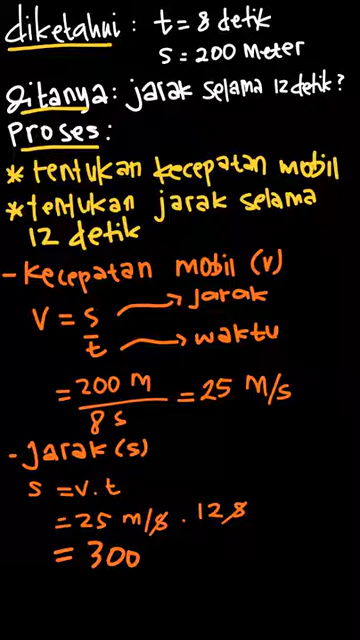 diketahui : t = 8 detik
s = 200 Meter
ditanya : jarak selama 12 detik ?
Proses :
* tentukan kecepatan mobil
* tentukan jarak selama
12 detik
- Kecepatan mobil (v)
V = s/t → jarak
→ waktu
= 200 M / 8 s = 25 M/s
- Jarak (s)
s = v . t
= 25 m/s . 12 s
= 300